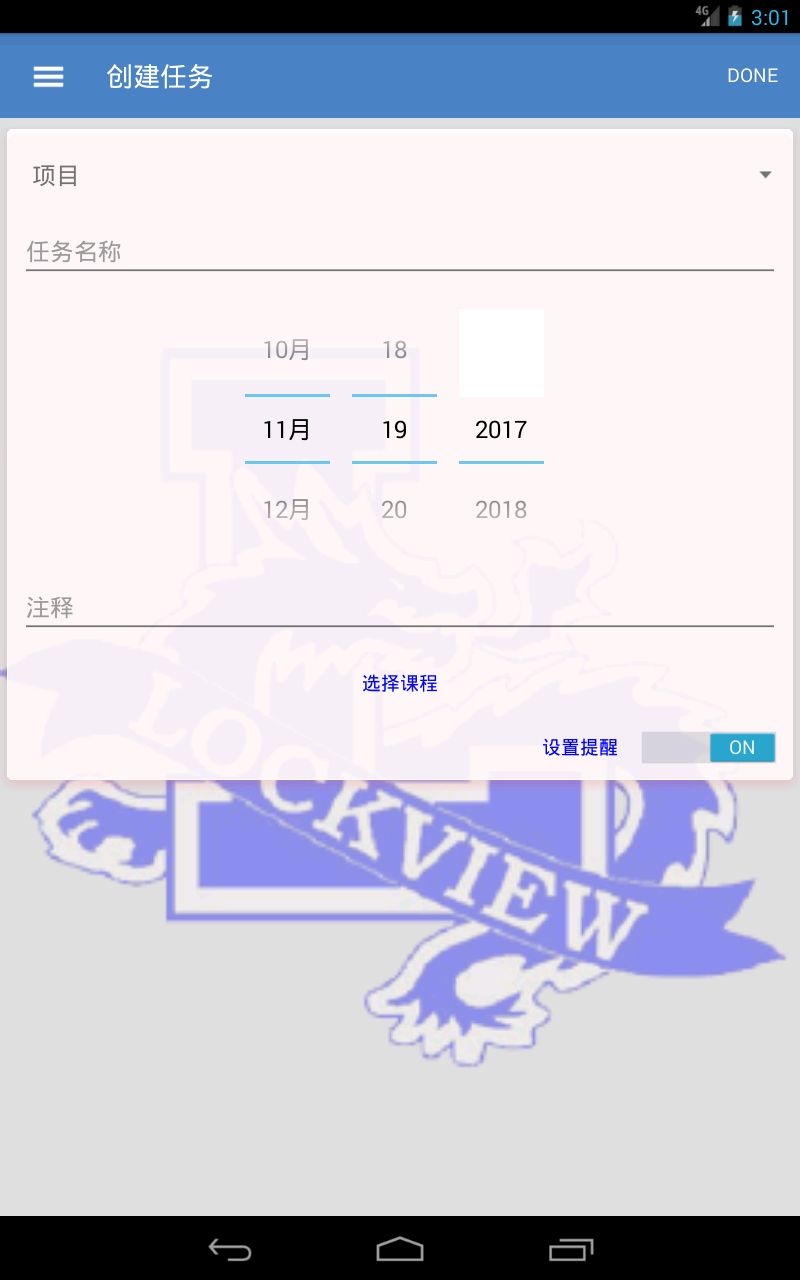 4G 3:01
创建任务 DONE
项目
任务名称
10月 18
11月 19 2017
12月 20 2018
注释
选择课程
设置提醒 ON
LOCKVIEW